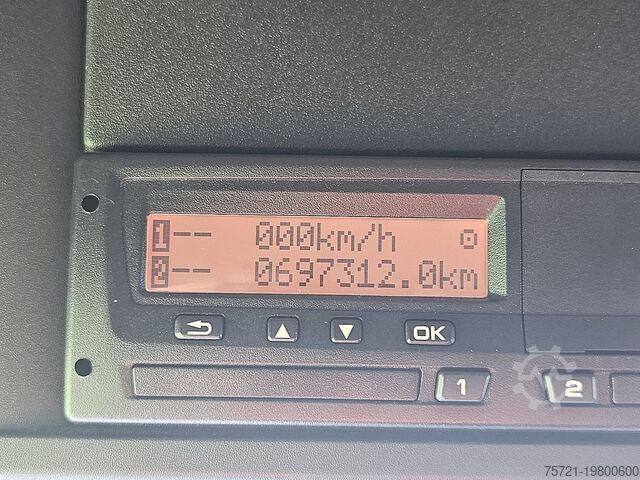 1-- 000km/h
2-- 0697312.0km
OK
1
2
75721-19800600